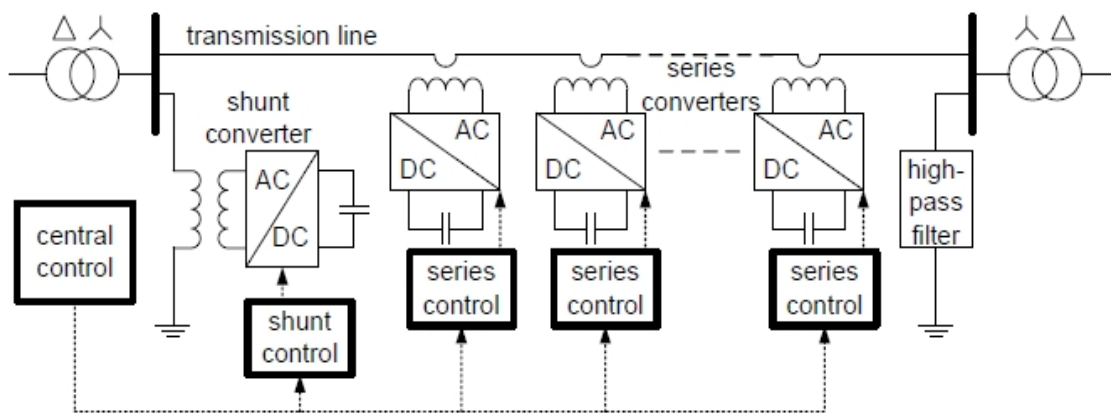 transmission line
series
converters
shunt
converter
AC
DC
AC
DC
AC
DC
AC
DC
high-
pass
filter
central
control
series
control
series
control
series
control
shunt
control